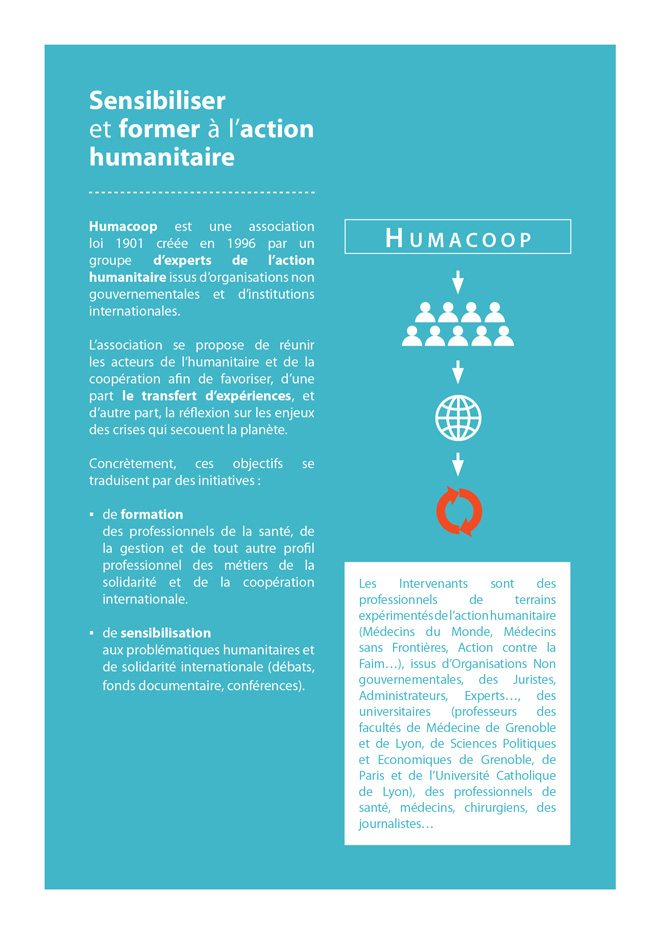 Sensibiliser
et former à l’action
humanitaire
Humacoop est une association
loi 1901 créée en 1996 par un
groupe d’experts de l’action
humanitaire issus d’organisations non
gouvernementales et d’institutions
internationales.
L’association se propose de réunir
les acteurs de l’humanitaire et de la
coopération afin de favoriser, d’une
part le transfert d’expériences, et
d’autre part, la réflexion sur les enjeux
des crises qui secouent la planète.
Concrètement, ces objectifs se
traduisent par des initiatives :
▪ de formation
des professionnels de la santé, de
la gestion et de tout autre profil
professionnel des métiers de la
solidarité et de la coopération
internationale.
▪ de sensibilisation
aux problématiques humanitaires et
de solidarité internationale (débats,
fonds documentaire, conférences).
HUMACOOP
Les Intervenants sont des
professionnels de terrains
expérimentés de l’action humanitaire
(Médecins du Monde, Médecins
sans Frontières, Action contre la
Faim…), issus d’Organisations Non
gouvernementales, des Juristes,
Administrateurs, Experts…, des
universitaires (professeurs des
facultés de Médecine de Grenoble
et de Lyon, de Sciences Politiques
et Economiques de Grenoble, de
Paris et de l’Université Catholique
de Lyon), des professionnels de
santé, médecins, chirurgiens, des
journalistes…